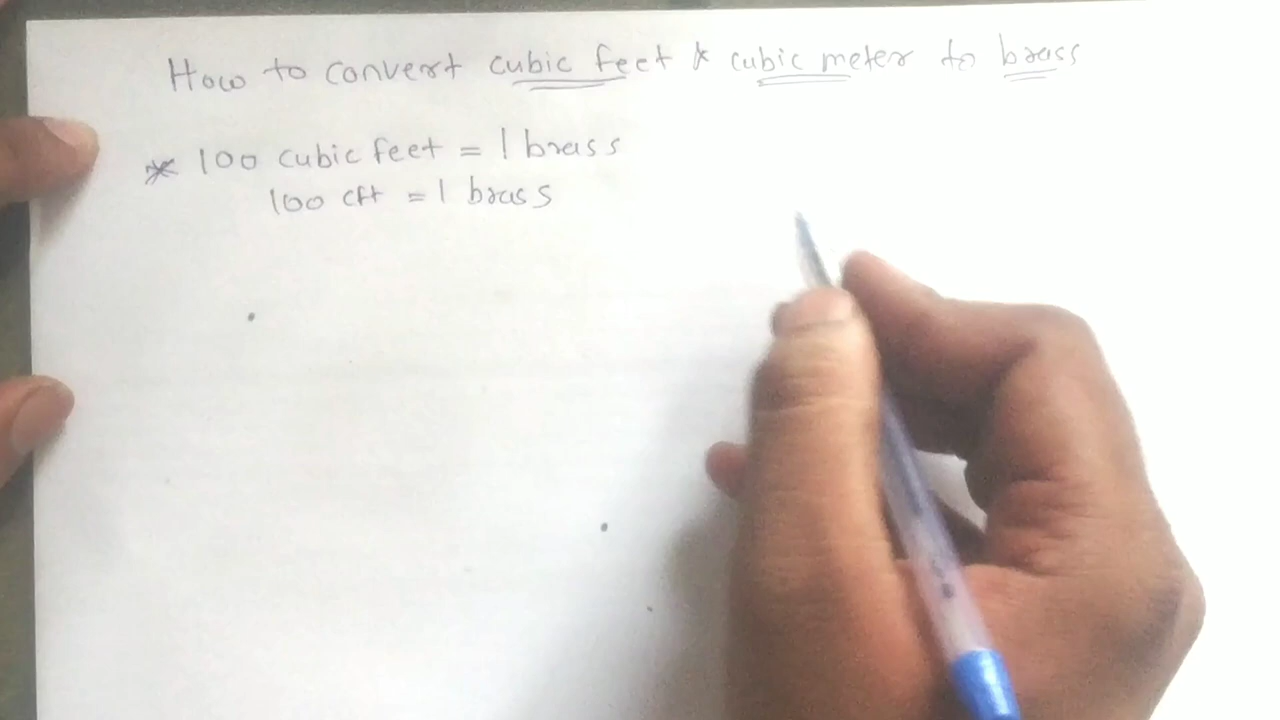 How to convert cubic feet & cubic meter to brass
* 100 cubic feet = 1 brass
100 cft = 1 brass